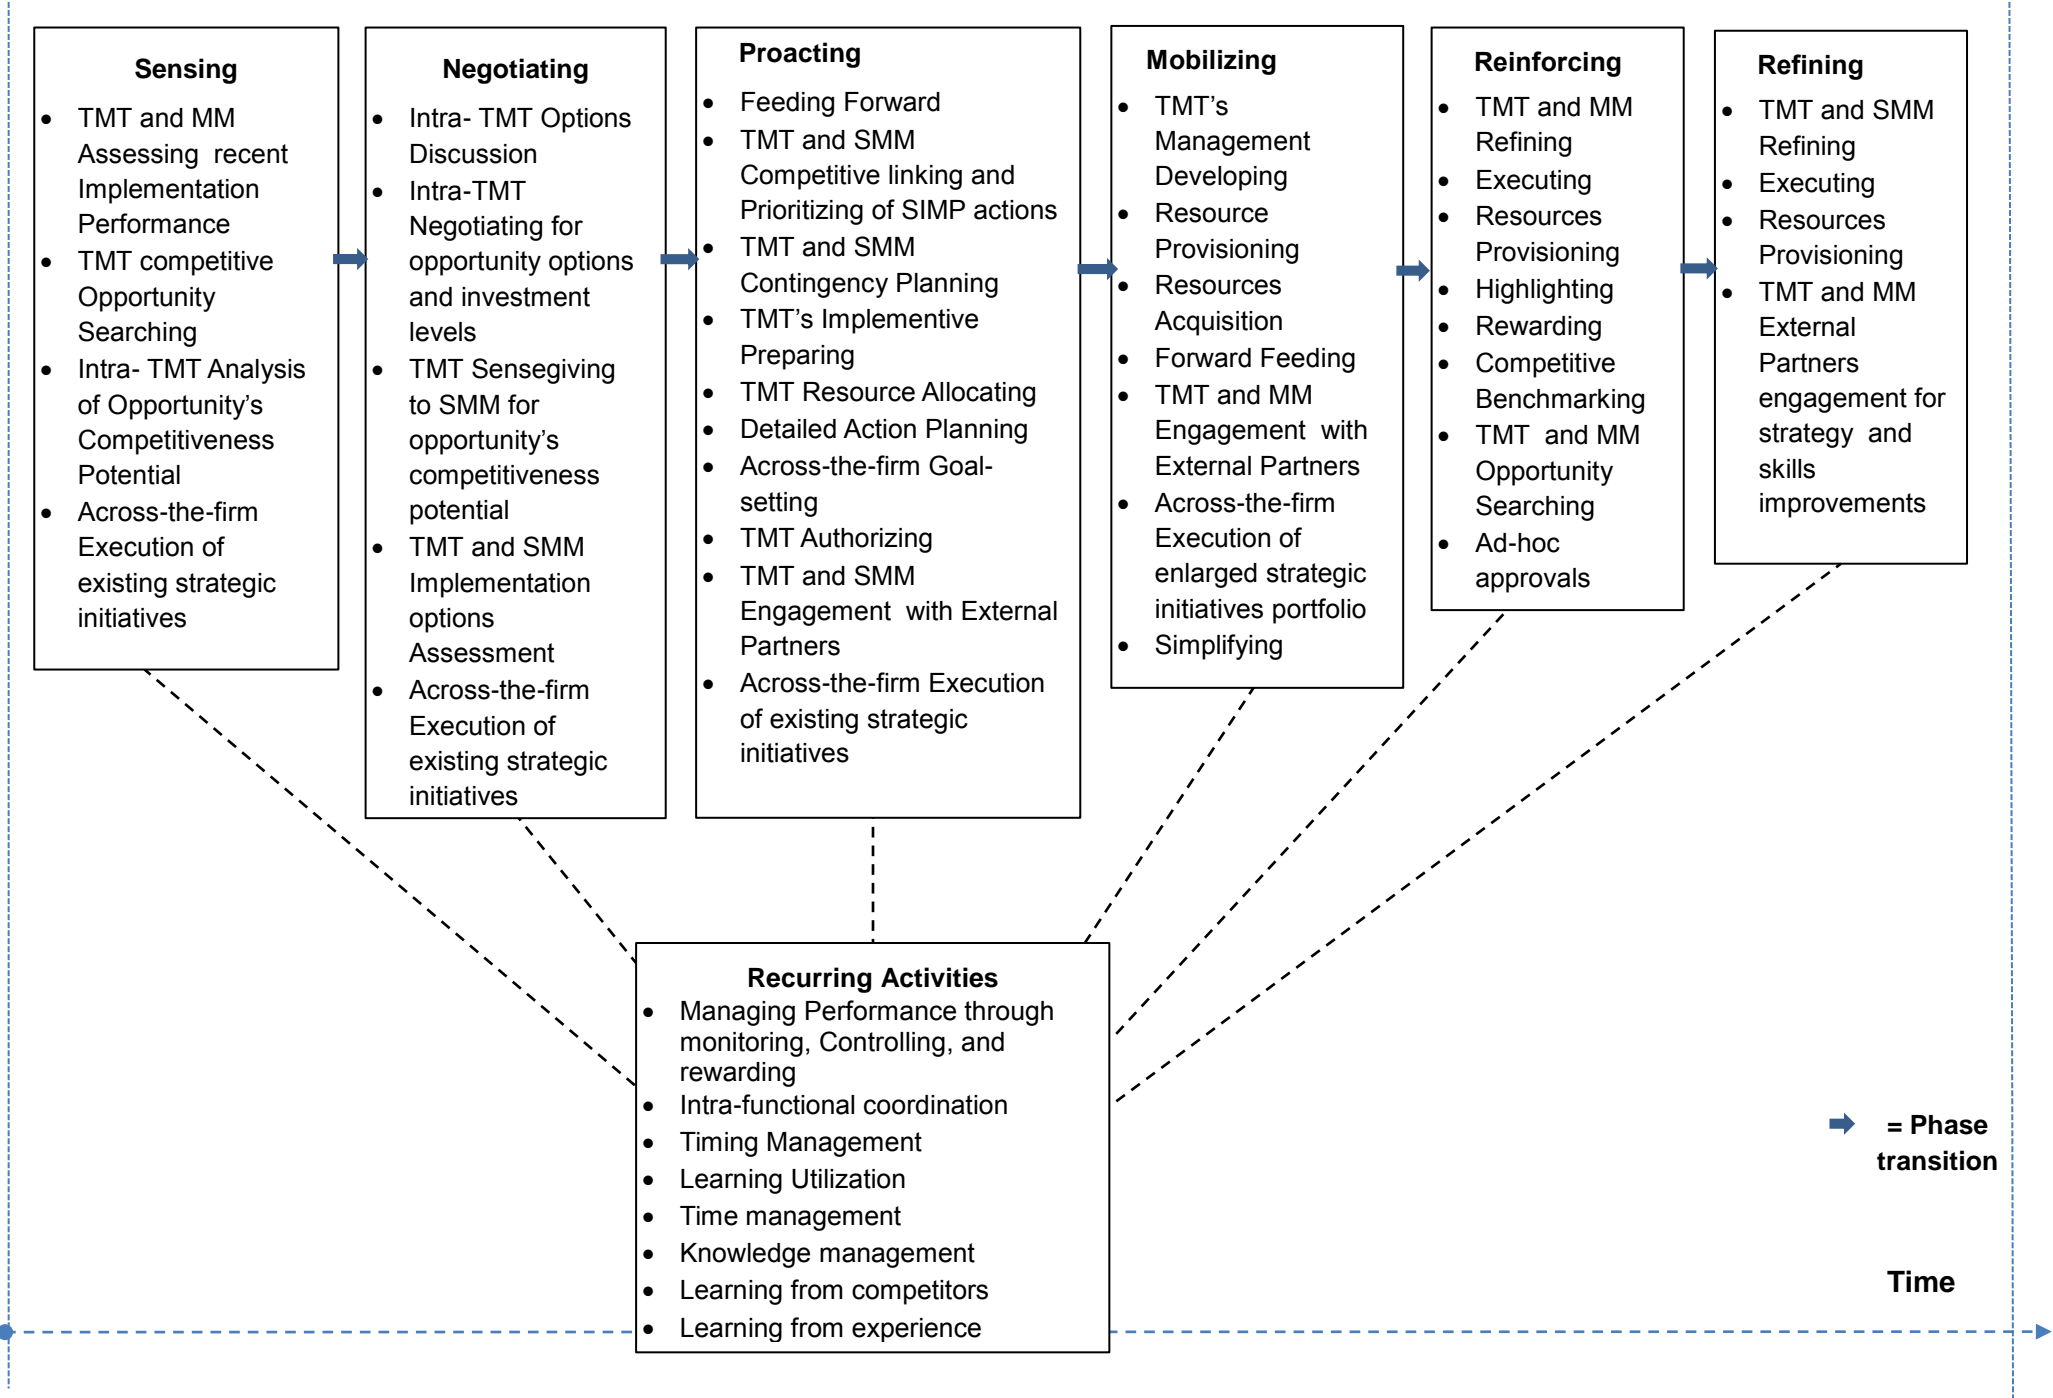 Sensing
TMT and MM
Assessing recent
Implementation
Performance
TMT competitive
Opportunity
Searching
Intra- TMT Analysis
of Opportunity’s
Competitiveness
Potential
Across-the-firm
Execution of
existing strategic
initiatives
Negotiating
Intra- TMT Options
Discussion
Intra-TMT
Negotiating for
opportunity options
and investment
levels
TMT Sensegiving
to SMM for
opportunity’s
competitiveness
potential
TMT and SMM
Implementation
options
Assessment
Across-the-firm
Execution of
existing strategic
initiatives
Proacting
Feeding Forward
TMT and SMM
Competitive linking and
Prioritizing of SIMP actions
TMT and SMM
Contingency Planning
TMT’s Implementive
Preparing
TMT Resource Allocating
Detailed Action Planning
Across-the-firm Goal-
setting
TMT Authorizing
TMT and SMM
Engagement with External
Partners
Across-the-firm Execution
of existing strategic
initiatives
Mobilizing
TMT’s
Management
Developing
Resource
Provisioning
Resources
Acquisition
Forward Feeding
TMT and MM
Engagement with
External Partners
Across-the-firm
Execution of
enlarged strategic
initiatives portfolio
Simplifying
Reinforcing
TMT and MM
Refining
Executing
Resources
Provisioning
Highlighting
Rewarding
Competitive
Benchmarking
TMT and MM
Opportunity
Searching
Ad-hoc
approvals
Refining
TMT and SMM
Refining
Executing
Resources
Provisioning
TMT and MM
External
Partners
engagement for
strategy and
skills
improvements
Recurring Activities
Managing Performance through
monitoring, Controlling, and
rewarding
Intra-functional coordination
Timing Management
Learning Utilization
Time management
Knowledge management
Learning from competitors
Learning from experience
= Phase
transition
Time